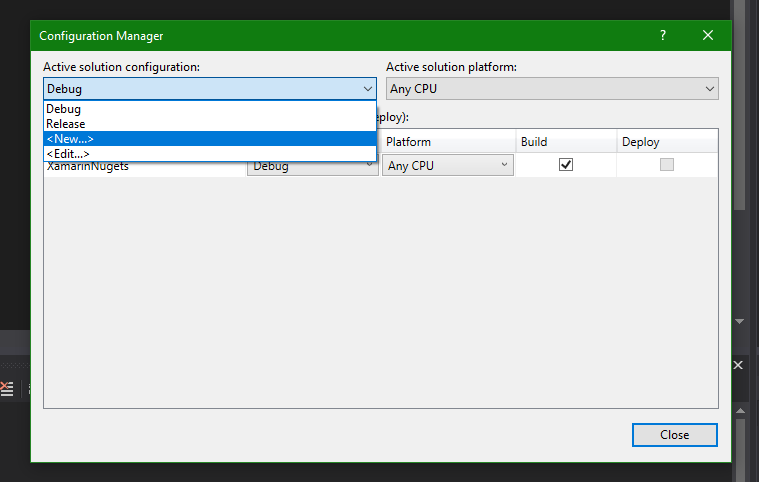 Configuration Manager
?
Active solution configuration:
Active solution platform:
Debug
Any CPU
Debug
Release
<New...>
<Edit...>
ploy):
Platform
Build
Deploy
XamarinNugets
Debug
Any CPU
Close